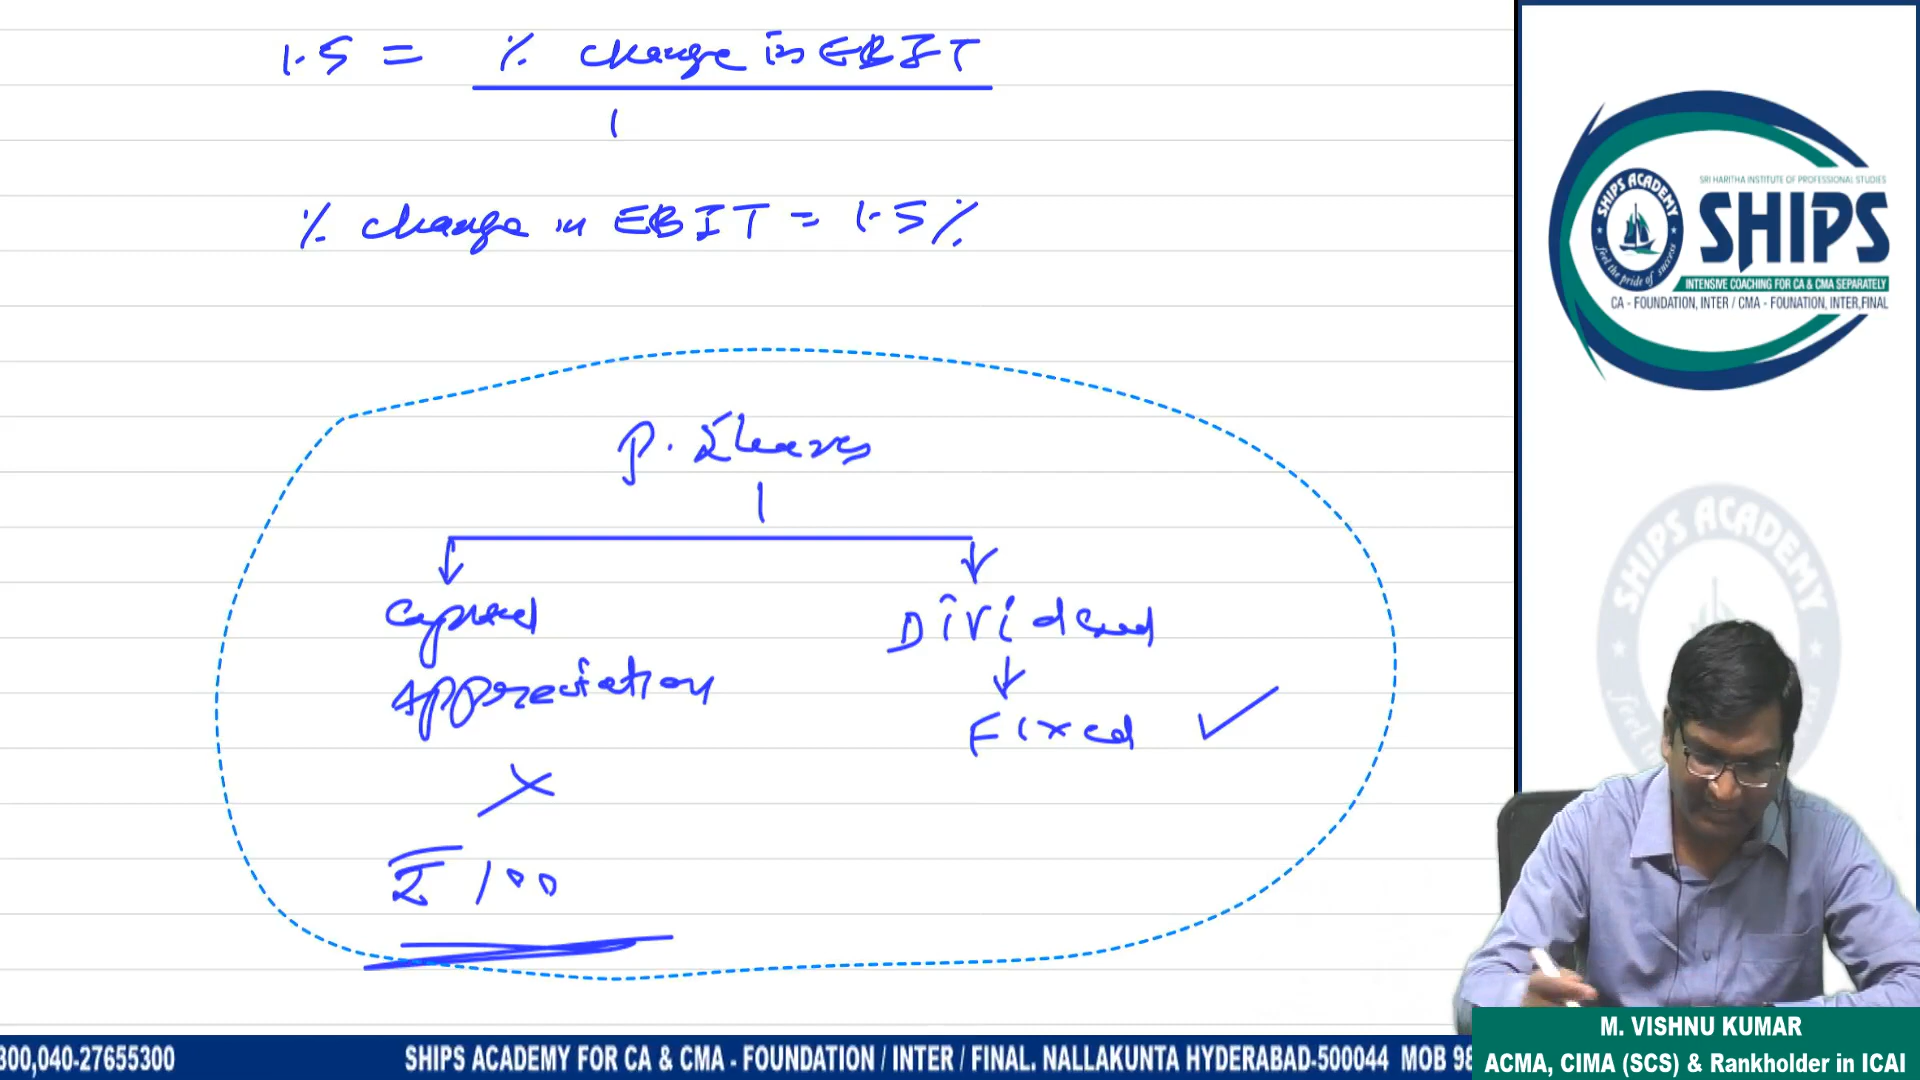 1.5 = % change in EBIT
1
% change in EBIT = 1.5%
P. Shares
Capital
Appreciation
Dividend
Fixed ✓
X
₹ 100
SHIPS ACADEMY
feel the pride of success
SRI HARITHA INSTITUTE OF PROFESSIONAL STUDIES
SHIPS
INTENSIVE COACHING FOR CA & CMA SEPARATELY
CA - FOUNDATION, INTER / CMA - FOUNATION, INTER,FINAL
SHIPS ACADEMY
feel
M. VISHNU KUMAR
ACMA, CIMA (SCS) & Rankholder in ICAI
300,040-27655300 SHIPS ACADEMY FOR CA & CMA - FOUNDATION / INTER / FINAL. NALLAKUNTA HYDERABAD-500044 MOB 98